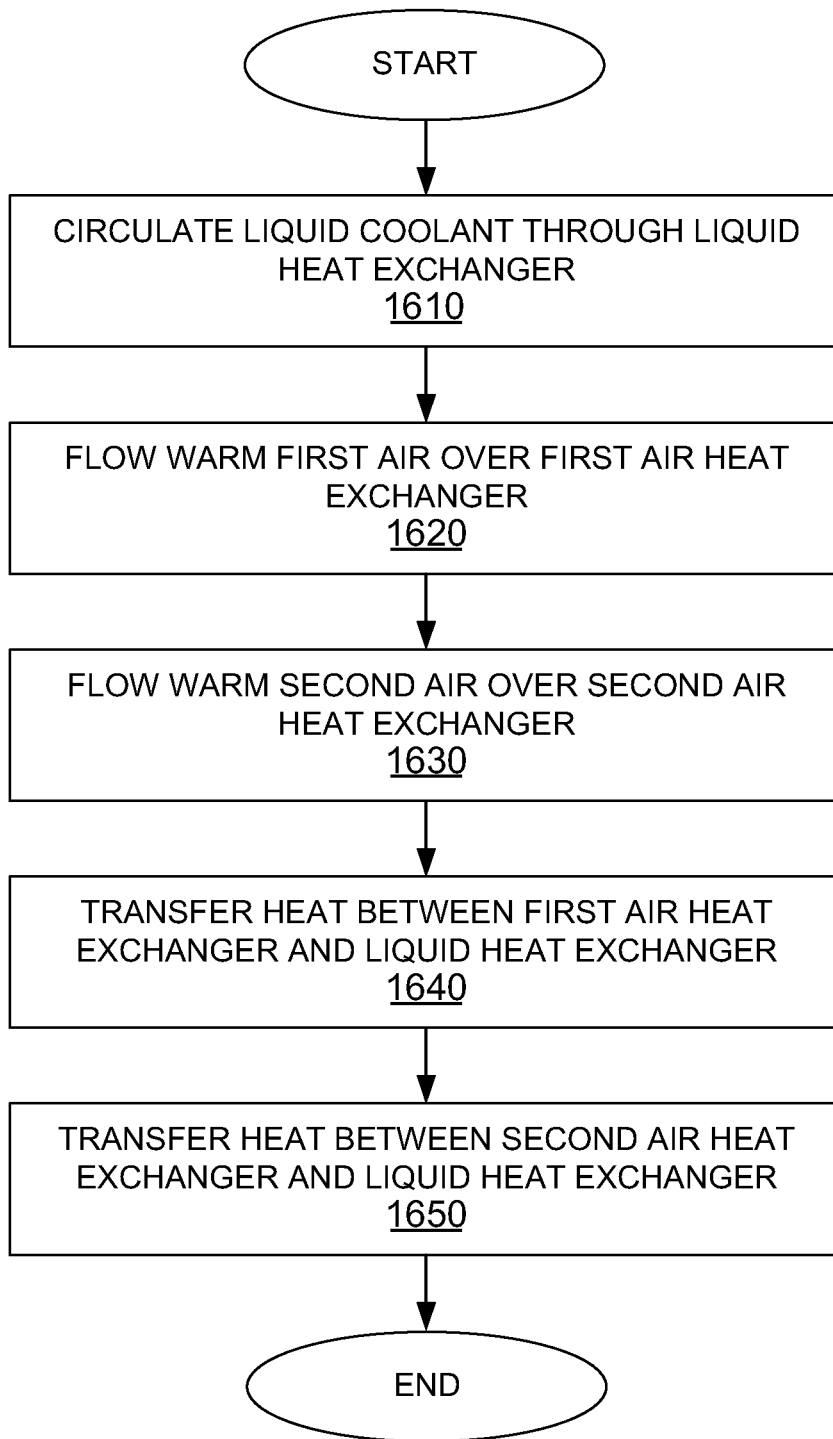 START
CIRCULATE LIQUID COOLANT THROUGH LIQUID
HEAT EXCHANGER
1610
FLOW WARM FIRST AIR OVER FIRST AIR HEAT
EXCHANGER
1620
FLOW WARM SECOND AIR OVER SECOND AIR
HEAT EXCHANGER
1630
TRANSFER HEAT BETWEEN FIRST AIR HEAT
EXCHANGER AND LIQUID HEAT EXCHANGER
1640
TRANSFER HEAT BETWEEN SECOND AIR HEAT
EXCHANGER AND LIQUID HEAT EXCHANGER
1650
END